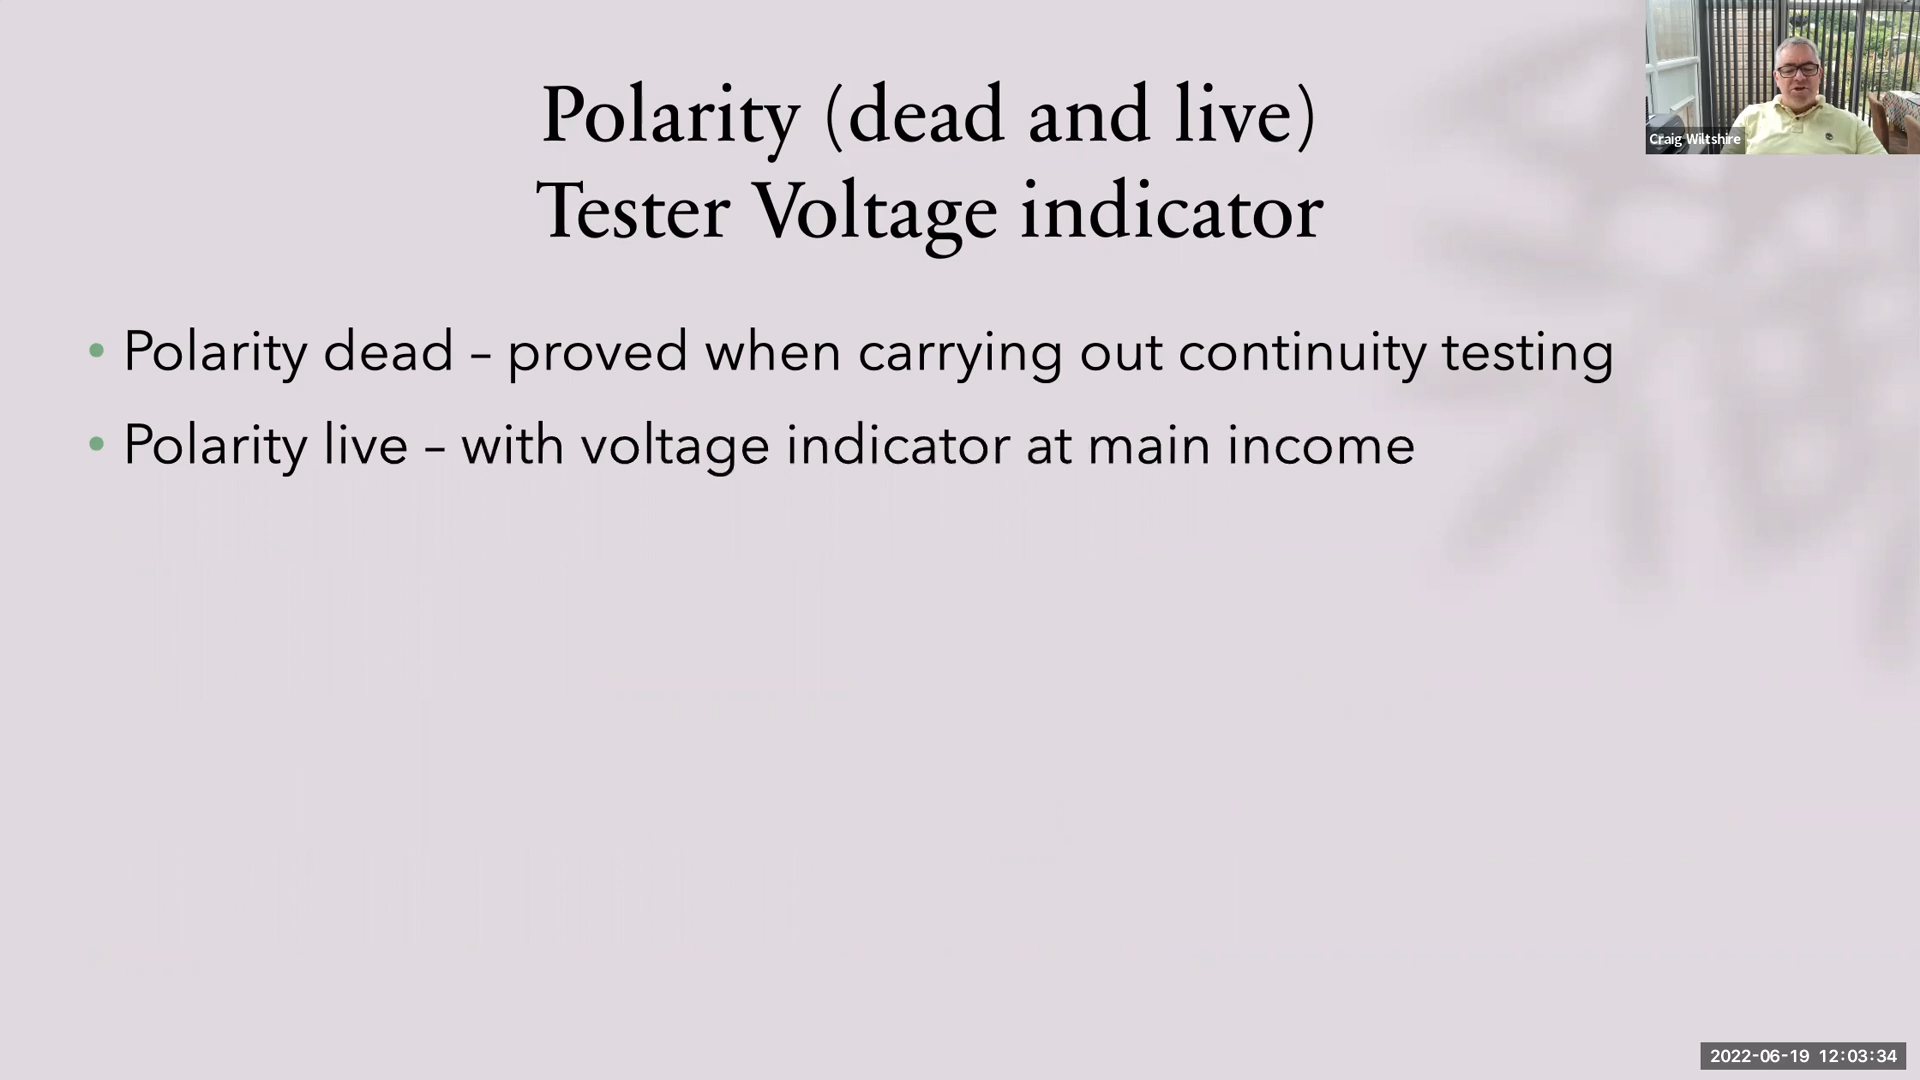 Polarity (dead and live)
Tester Voltage indicator
• Polarity dead – proved when carrying out continuity testing
• Polarity live – with voltage indicator at main income
Craig Wiltshire
2022-06-19 12:03:34